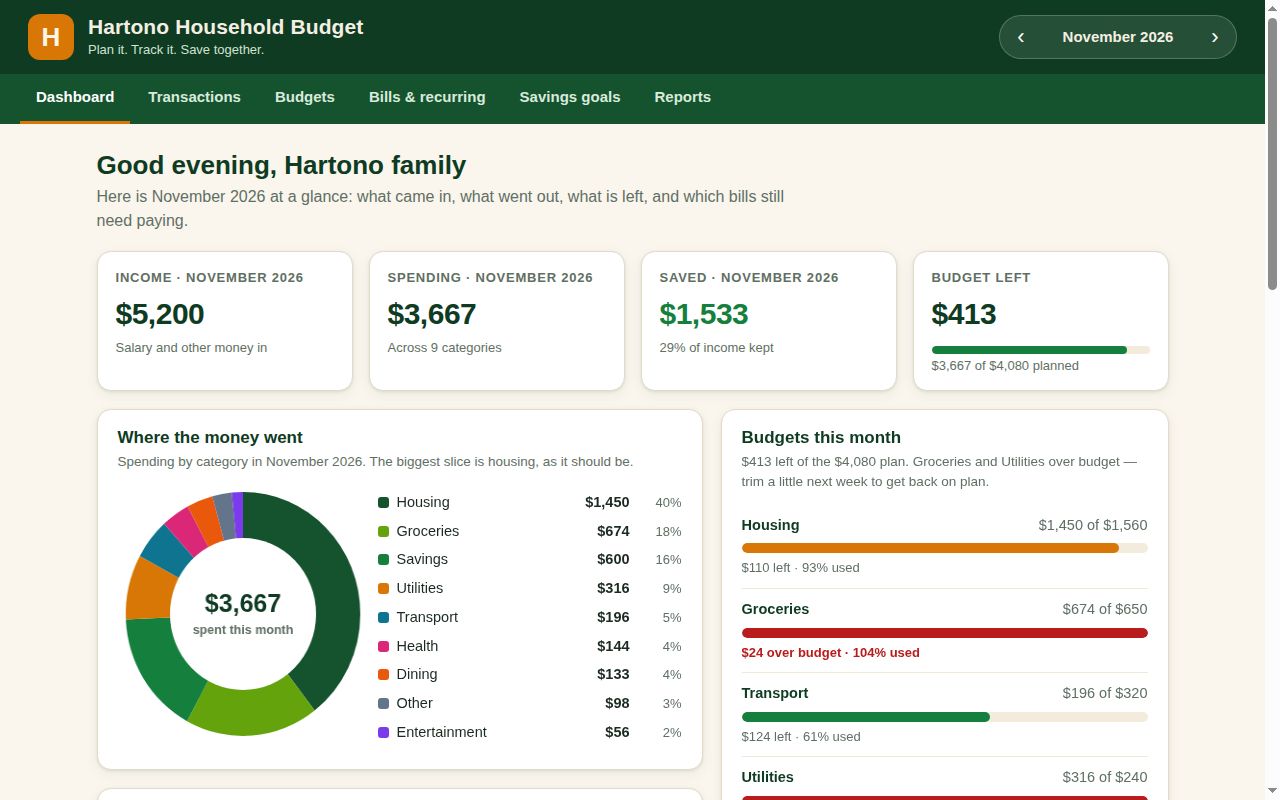 H
Hartono Household Budget
Plan it. Track it. Save together.
‹ November 2026 ›
Dashboard Transactions Budgets Bills & recurring Savings goals Reports
Good evening, Hartono family
Here is November 2026 at a glance: what came in, what went out, what is left, and which bills still
need paying.
INCOME · NOVEMBER 2026
$5,200
Salary and other money in
SPENDING · NOVEMBER 2026
$3,667
Across 9 categories
SAVED · NOVEMBER 2026
$1,533
29% of income kept
BUDGET LEFT
$413
$3,667 of $4,080 planned
Where the money went
Spending by category in November 2026. The biggest slice is housing, as it should be.
$3,667
spent this month
Housing $1,450 40%
Groceries $674 18%
Savings $600 16%
Utilities $316 9%
Transport $196 5%
Health $144 4%
Dining $133 4%
Other $98 3%
Entertainment $56 2%
Budgets this month
$413 left of the $4,080 plan. Groceries and Utilities over budget —
trim a little next week to get back on plan.
Housing $1,450 of $1,560
$110 left · 93% used
Groceries $674 of $650
$24 over budget · 104% used
Transport $196 of $320
$124 left · 61% used
Utilities $316 of $240